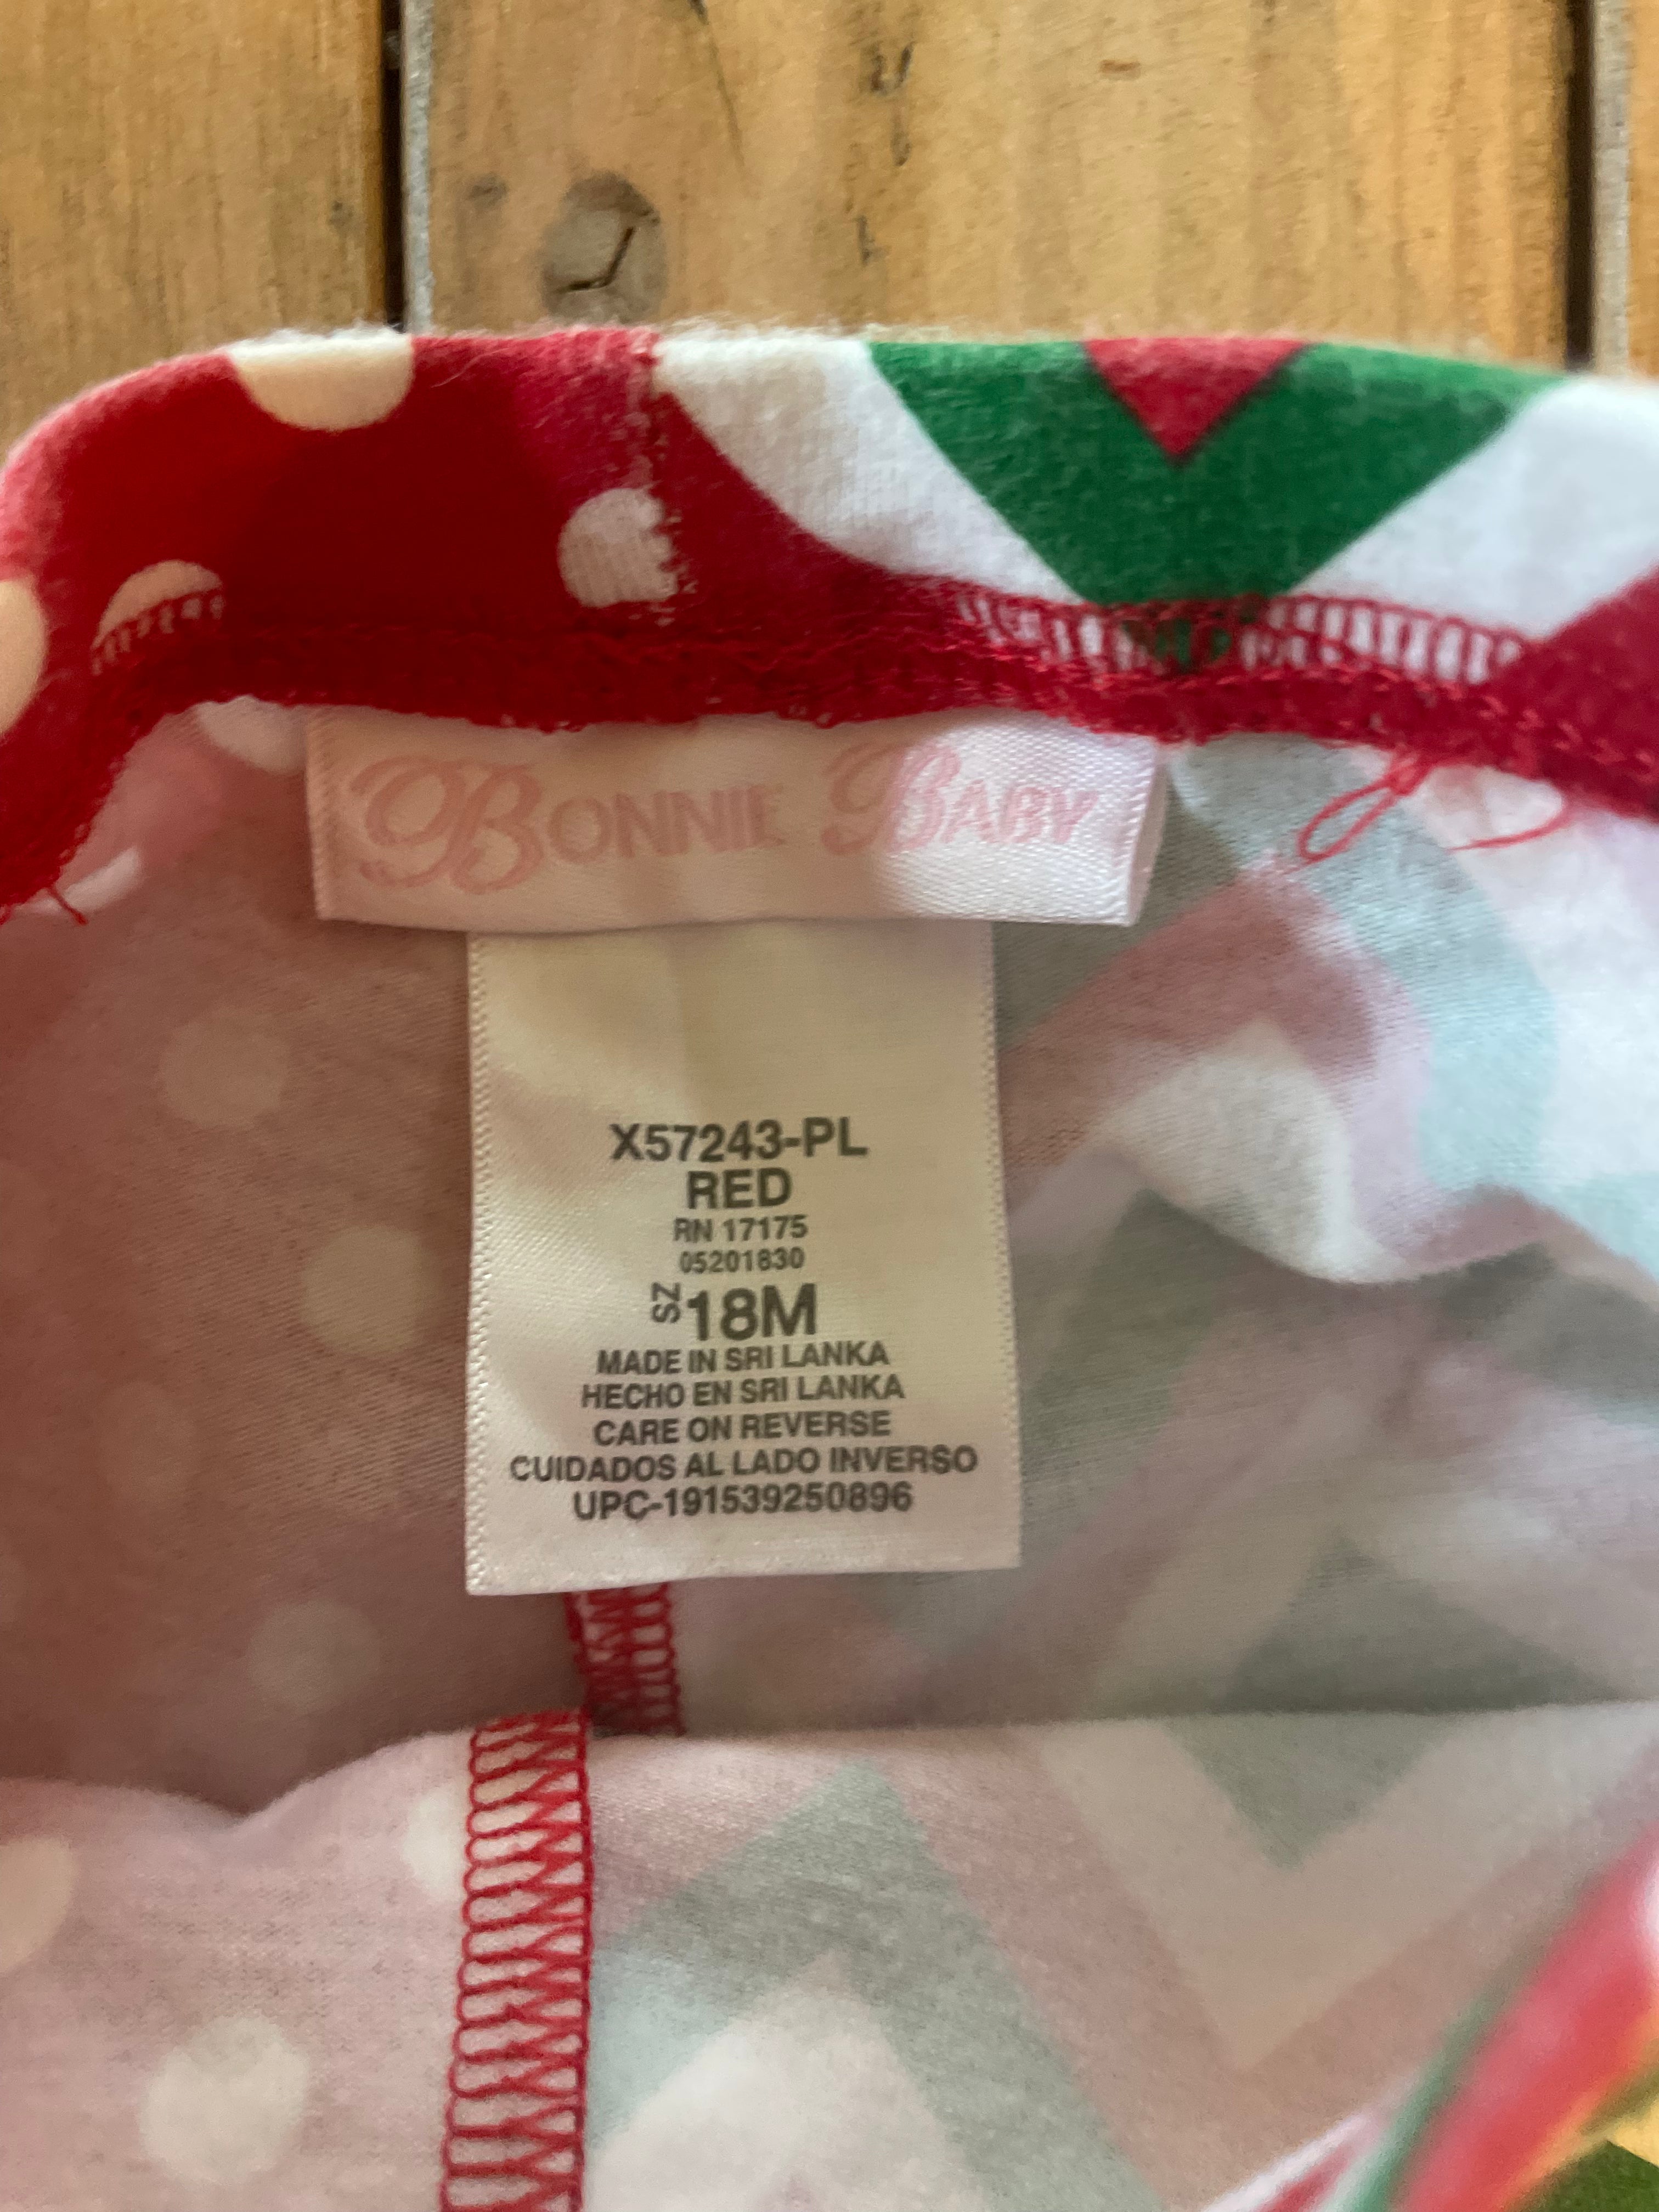 BONNIE BABY
X57243-PL
RED
RN 17175
05201830
SZ 18M
MADE IN SRI LANKA
HECHO EN SRI LANKA
CARE ON REVERSE
CUIDADOS AL LADO INVERSO
UPC-191539250896